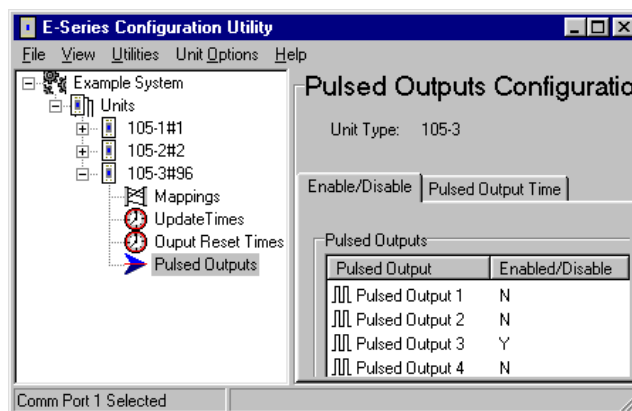 E-Series Configuration Utility
File View Utilities Unit Options Help
Example System
Units
105-1#1
105-2#2
105-3#96
Mappings
UpdateTimes
Ouput Reset Times
Pulsed Outputs
Pulsed Outputs Configuratio
Unit Type: 105-3
Enable/Disable Pulsed Output Time
Pulsed Outputs
Pulsed Output Enabled/Disable
Pulsed Output 1 N
Pulsed Output 2 N
Pulsed Output 3 Y
Pulsed Output 4 N
Comm Port 1 Selected